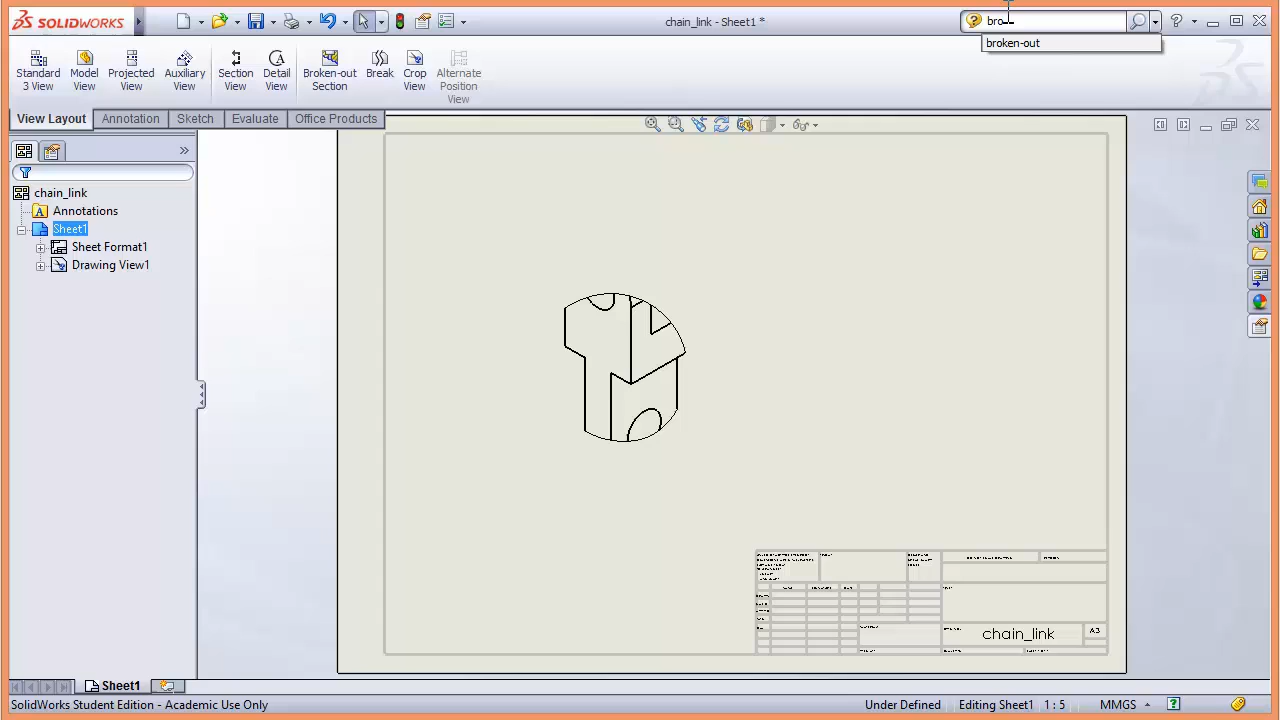 SOLIDWORKS
chain_link - Sheet1 *
bro
broken-out
Standard 3 View
Model View
Projected View
Auxiliary View
Section View
Detail View
Broken-out Section
Break
Crop View
Alternate Position View
View Layout
Annotation
Sketch
Evaluate
Office Products
chain_link
A Annotations
Sheet1
Sheet Format1
Drawing View1
chain_link
A3
Sheet1
SolidWorks Student Edition - Academic Use Only
Under Defined
Editing Sheet1
1 : 5
MMGS